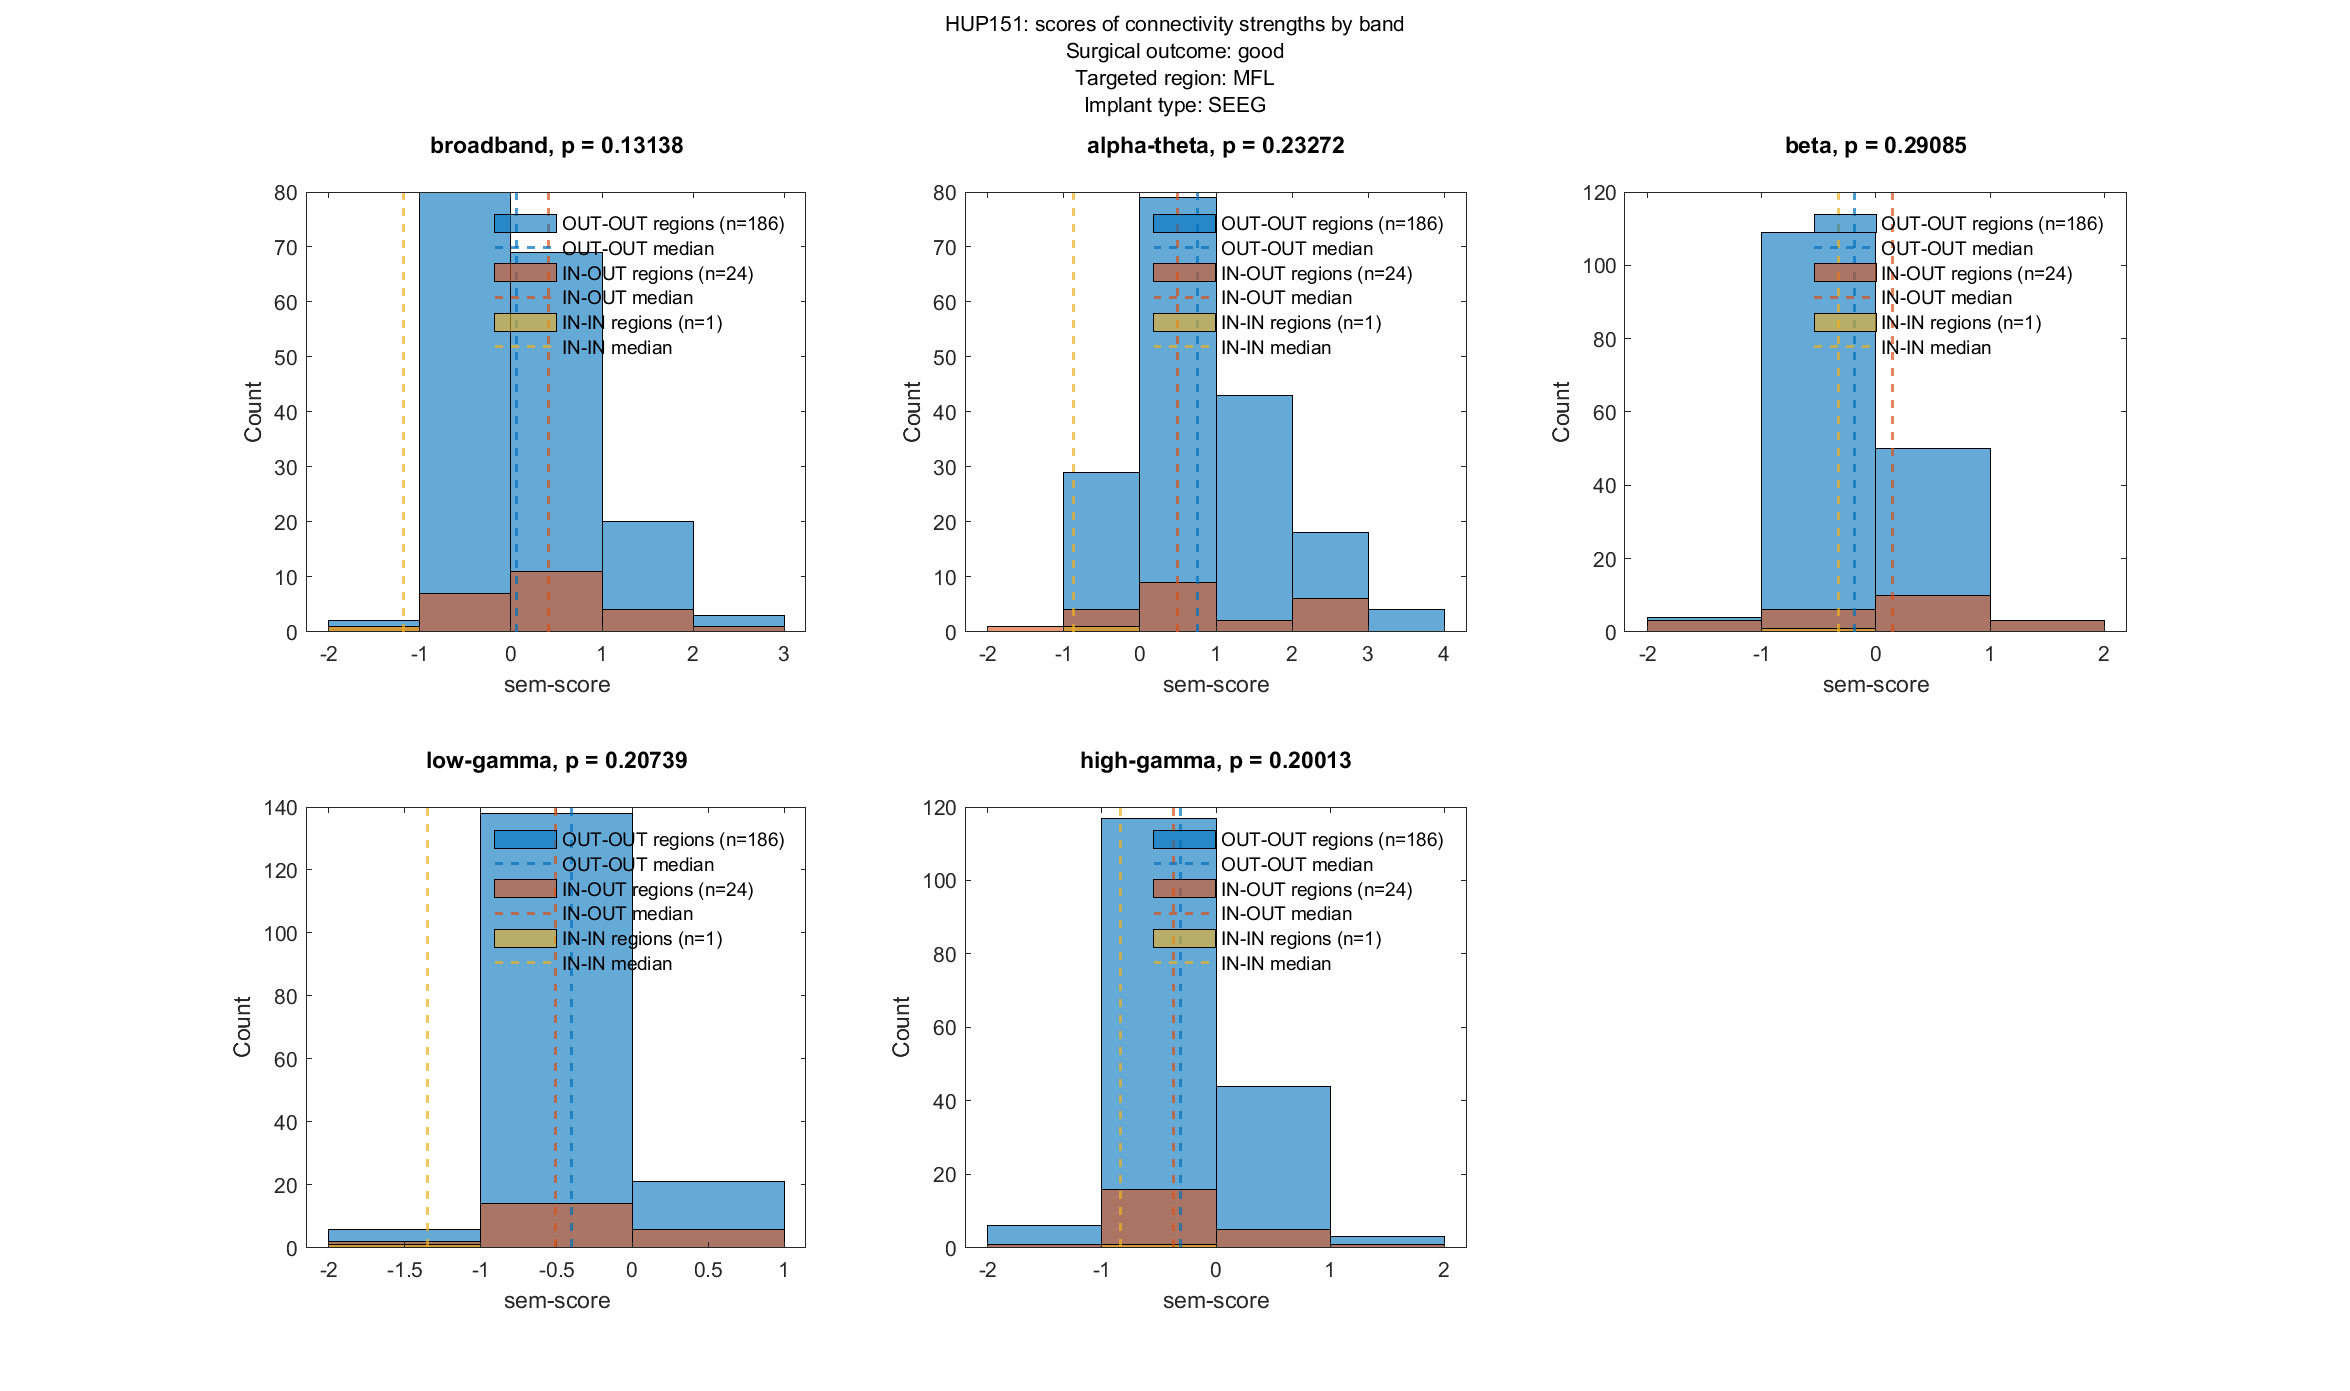 HUP151: scores of connectivity strengths by band
Surgical outcome: good
Targeted region: MFL
Implant type: SEEG
broadband, p = 0.13138
80
70
60
50
40
30
20
10
0
Count
-2 -1 0 1 2 3
sem-score
OUT-OUT regions (n=186)
OUT-OUT median
IN-OUT regions (n=24)
IN-OUT median
IN-IN regions (n=1)
IN-IN median
alpha-theta, p = 0.23272
80
70
60
50
40
30
20
10
0
Count
-2 -1 0 1 2 3 4
sem-score
OUT-OUT regions (n=186)
OUT-OUT median
IN-OUT regions (n=24)
IN-OUT median
IN-IN regions (n=1)
IN-IN median
beta, p = 0.29085
120
100
80
60
40
20
0
Count
-2 -1 0 1 2
sem-score
OUT-OUT regions (n=186)
OUT-OUT median
IN-OUT regions (n=24)
IN-OUT median
IN-IN regions (n=1)
IN-IN median
low-gamma, p = 0.20739
140
120
100
80
60
40
20
0
Count
-2 -1.5 -1 -0.5 0 0.5 1
sem-score
OUT-OUT regions (n=186)
OUT-OUT median
IN-OUT regions (n=24)
IN-OUT median
IN-IN regions (n=1)
IN-IN median
high-gamma, p = 0.20013
120
100
80
60
40
20
0
Count
-2 -1 0 1 2
sem-score
OUT-OUT regions (n=186)
OUT-OUT median
IN-OUT regions (n=24)
IN-OUT median
IN-IN regions (n=1)
IN-IN median